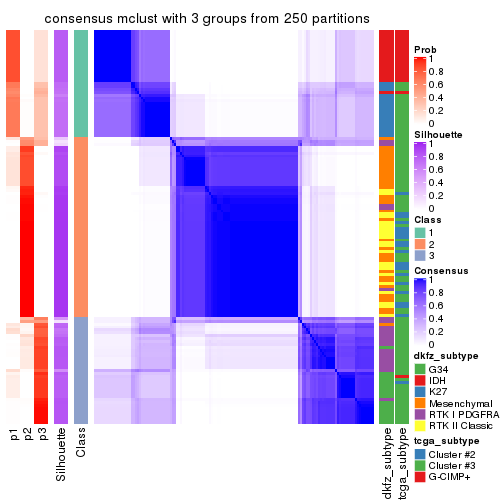 consensus mclust with 3 groups from 250 partitions
Prob
1
0.8
0.6
0.4
0.2
0
Silhouette
1
0.8
0.6
0.4
0.2
0
Class
1
2
3
Consensus
1
0.8
0.6
0.4
0.2
0
dkfz_subtype
G34
IDH
K27
Mesenchymal
RTK I PDGFRA
RTK II Classic
tcga_subtype
Cluster #2
Cluster #3
G-CIMP+
p1
p2
p3
Silhouette
Class
dkfz_subtype
tcga_subtype